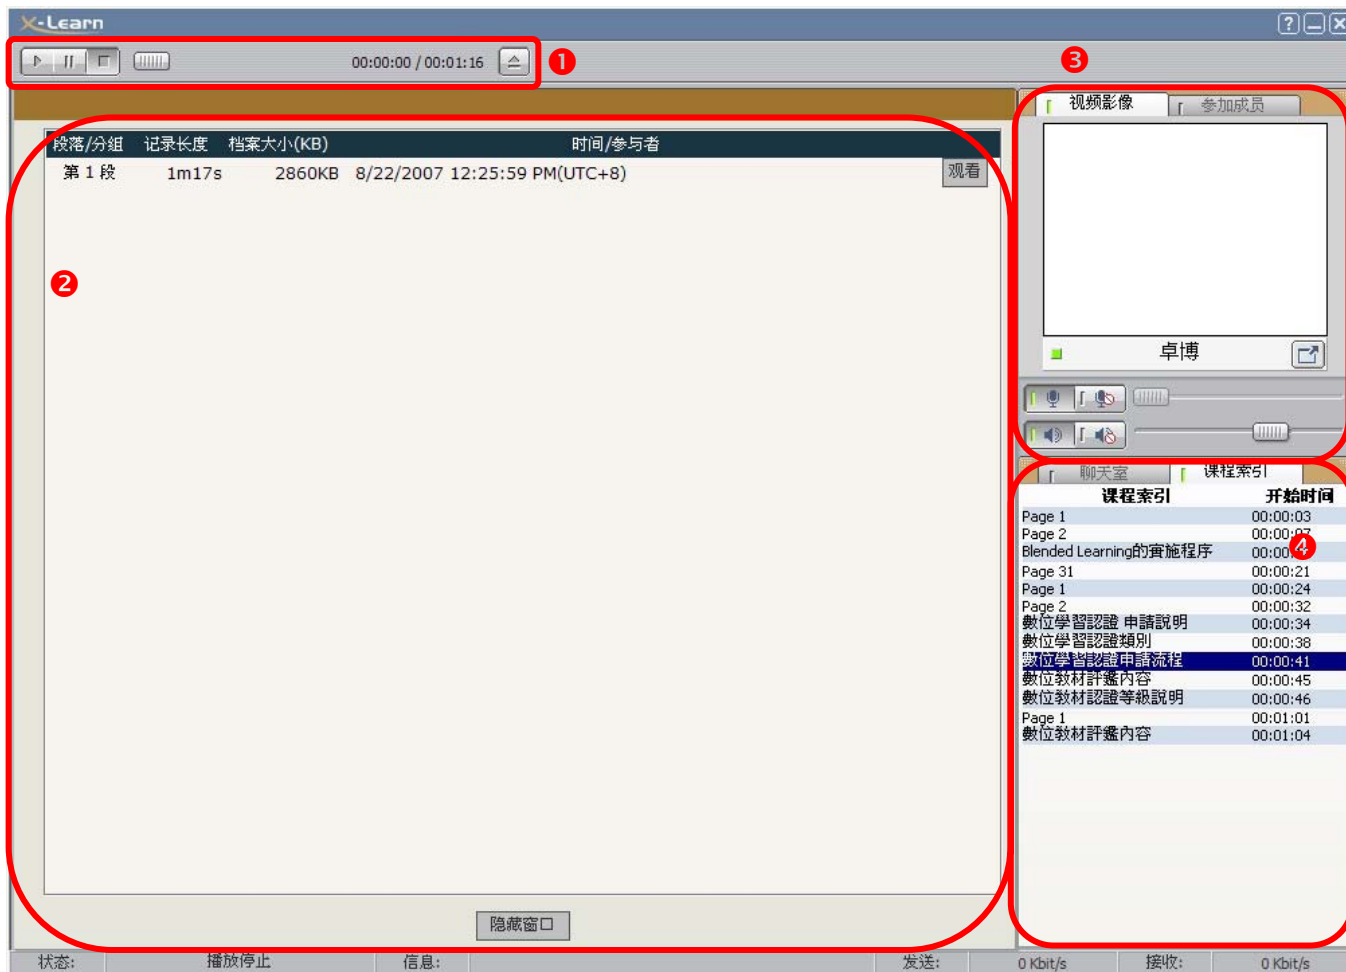 X-Learn
00:00:00 / 00:01:16
1
3
视频影像 参加成员
段落/分组 记录长度 档案大小(KB) 时间/参与者
第 1 段 1m17s 2860KB 8/22/2007 12:25:59 PM(UTC+8) 观看
2
卓博
聊天室 课程索引
课程索引 开始时间
Page 1 00:00:03
Page 2 00:00:07
Blended Learning的實施程序 00:00:
4
Page 31 00:00:21
Page 1 00:00:24
Page 2 00:00:32
數位學習認證 申請說明 00:00:34
數位學習認證類別 00:00:38
數位學習認證申請流程 00:00:41
數位教材評鑑內容 00:00:45
數位教材認證等級說明 00:00:46
Page 1 00:01:01
數位教材評鑑內容 00:01:04
隐藏窗口
状态: 播放停止 信息: 发送: 0 Kbit/s 接收: 0 Kbit/s